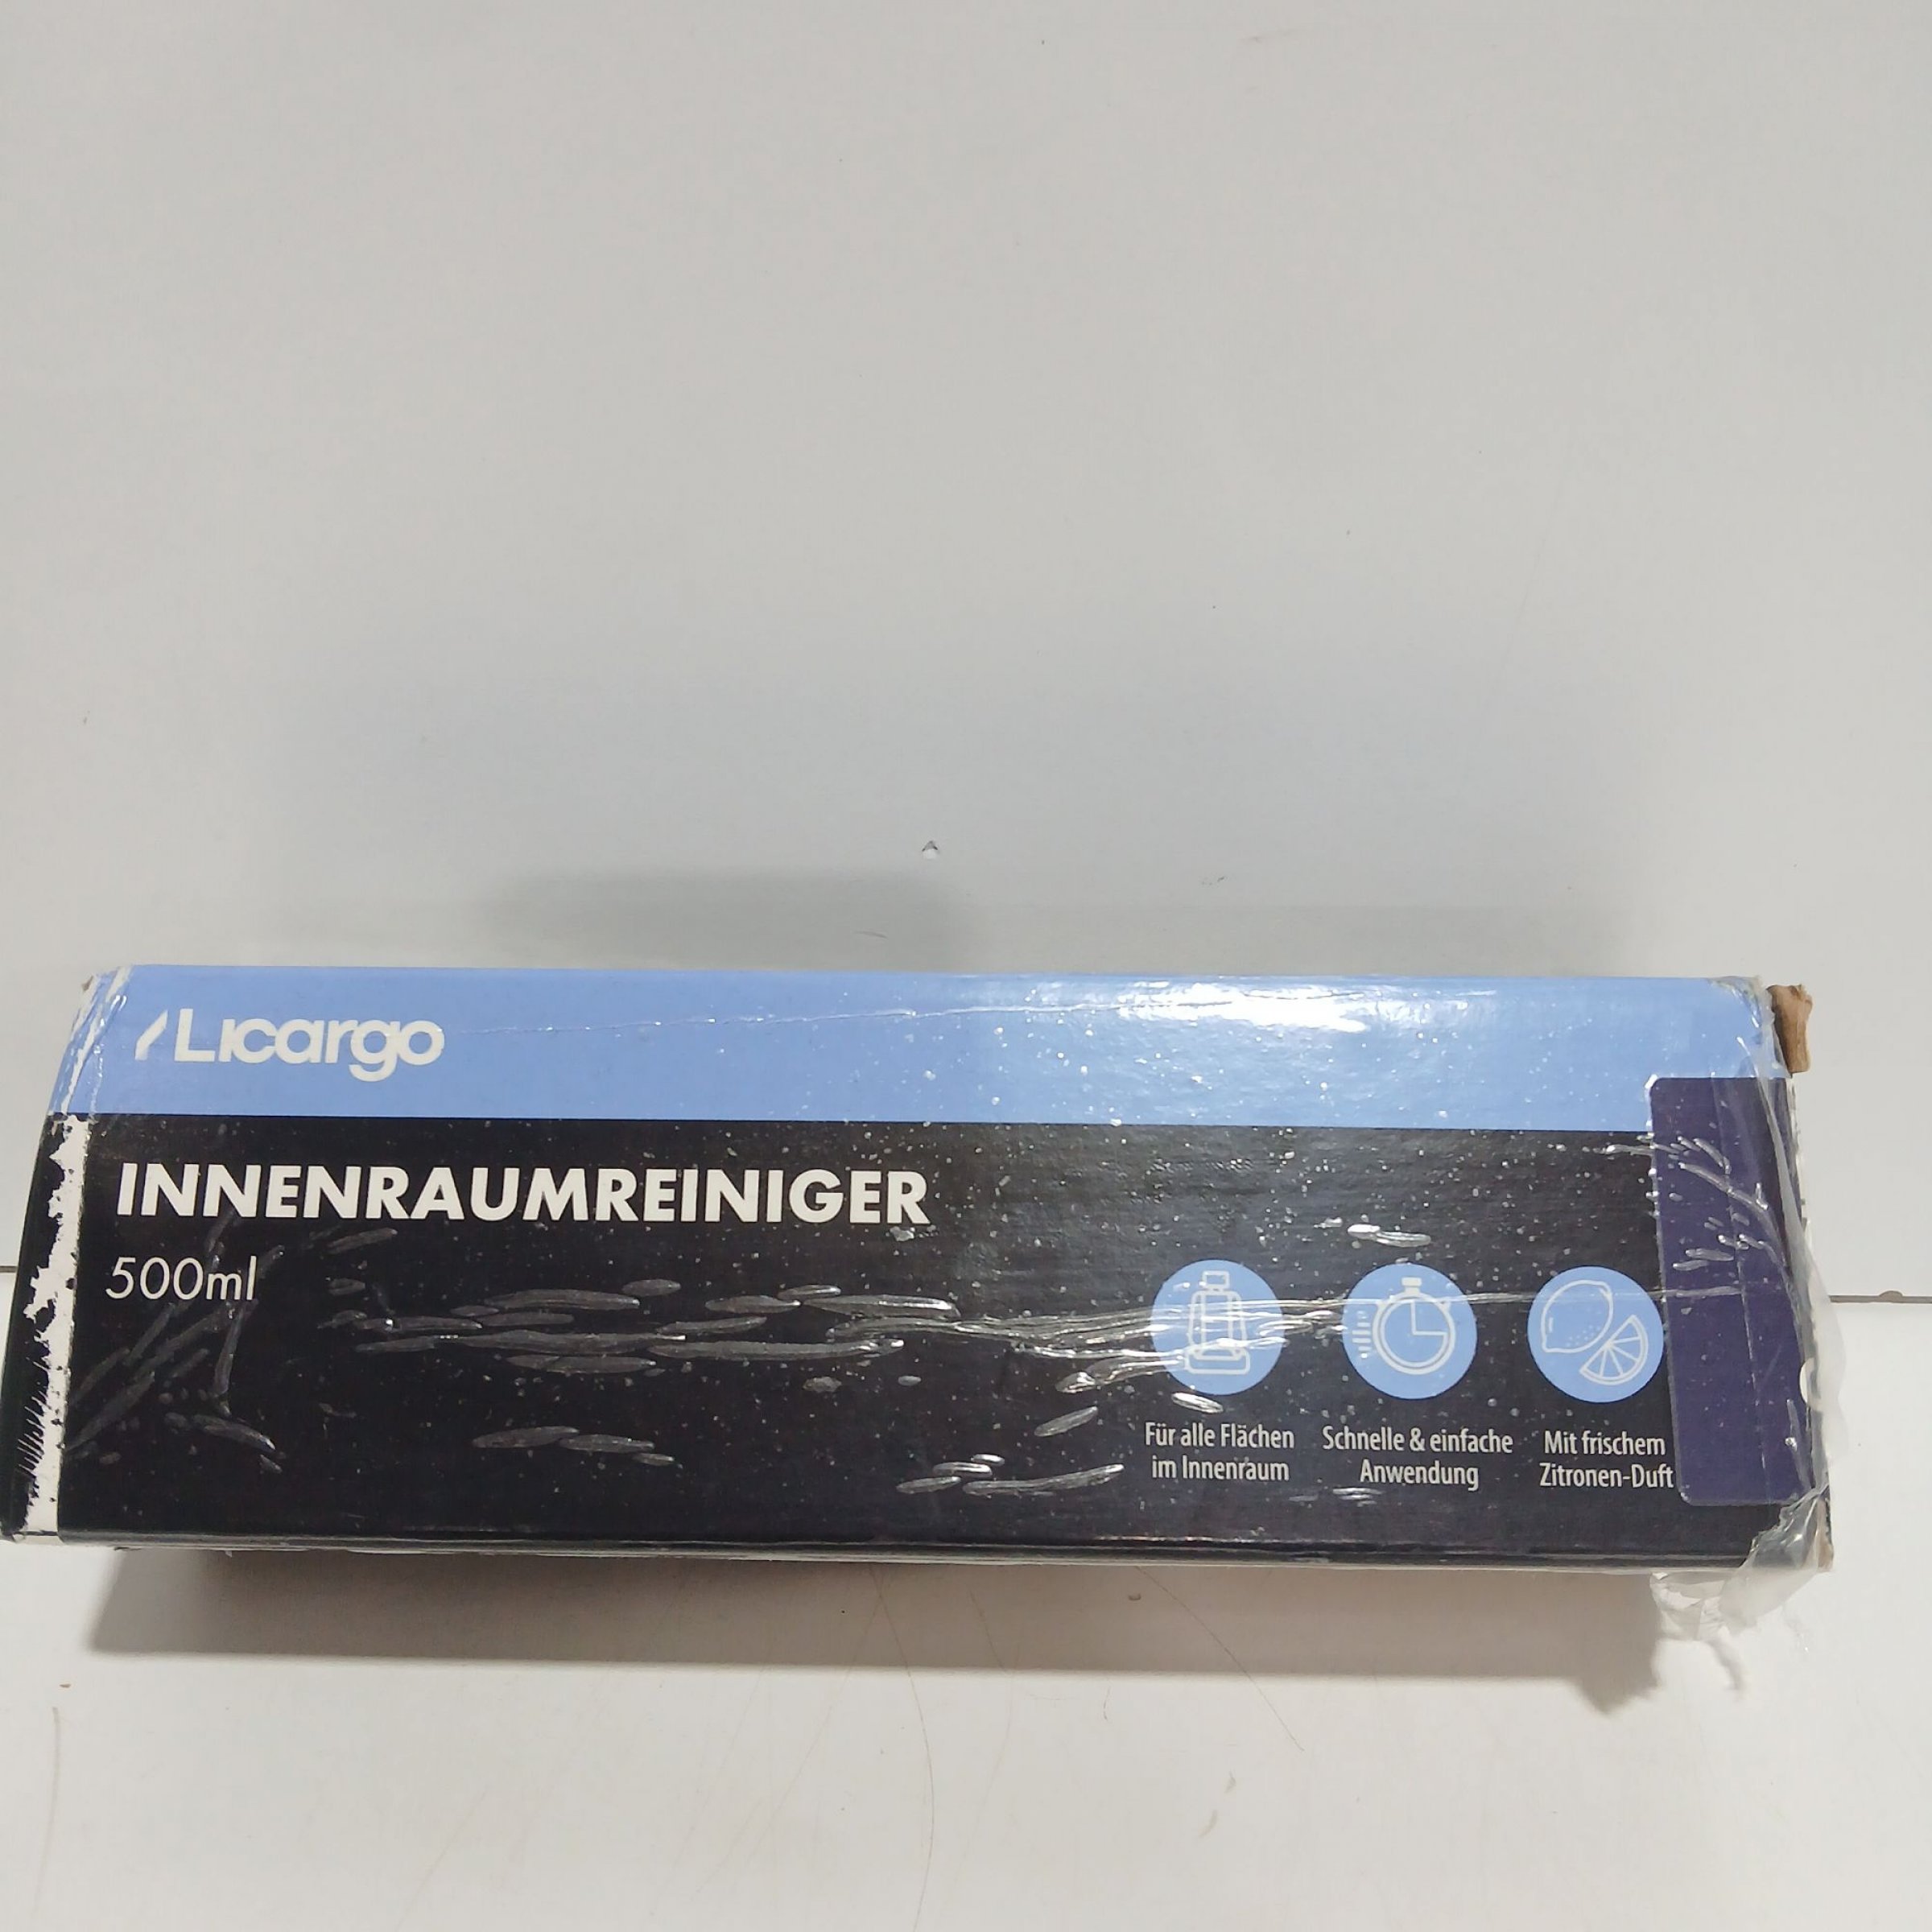 Licargo
INNENRAUMREINIGER
500ml
Für alle Flächen
im Innenraum
Schnelle & einfache
Anwendung
Mit frischem
Zitronen-Duft